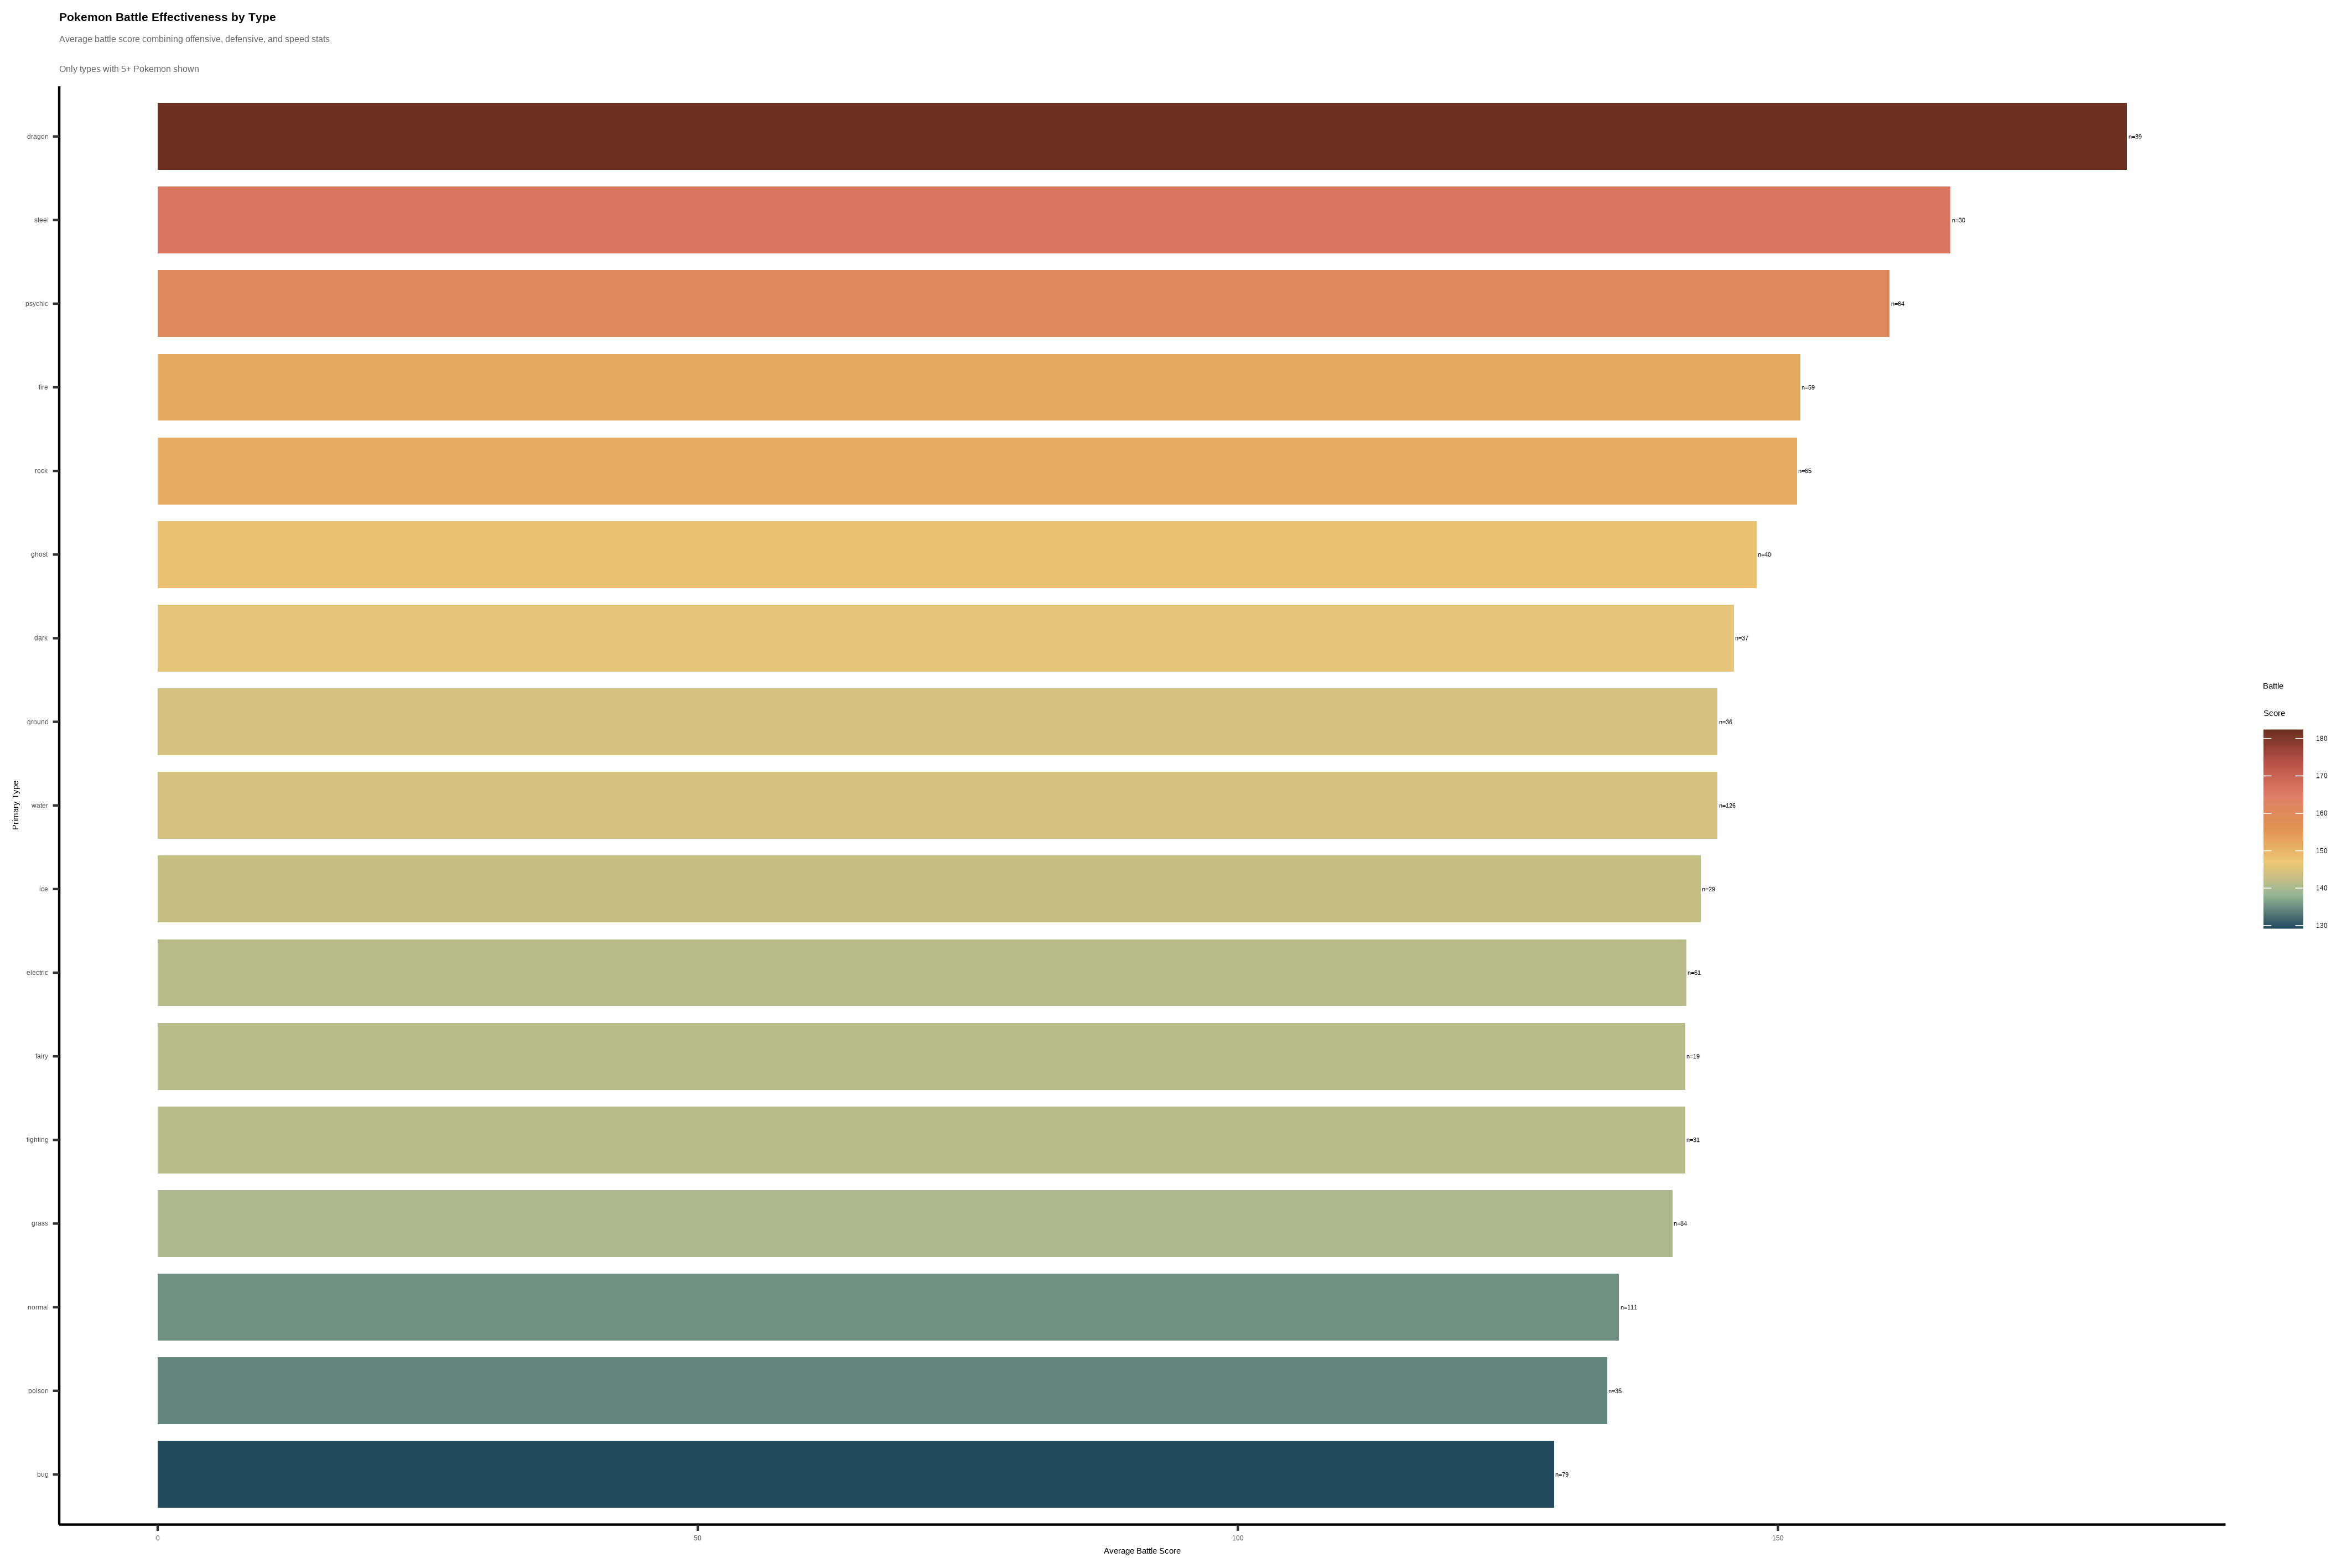 Pokemon Battle Effectiveness by Type
Average battle score combining offensive, defensive, and speed stats
Only types with 5+ Pokemon shown
dragon n=39
steel n=30
psychic n=64
fire n=59
rock n=65
ghost n=40
dark n=37
ground n=36
water n=126
ice n=29
electric n=61
fairy n=19
fighting n=31
grass n=84
normal n=111
poison n=35
bug n=79
0 50 100 150
Average Battle Score
Primary Type
Battle
Score
180
170
160
150
140
130